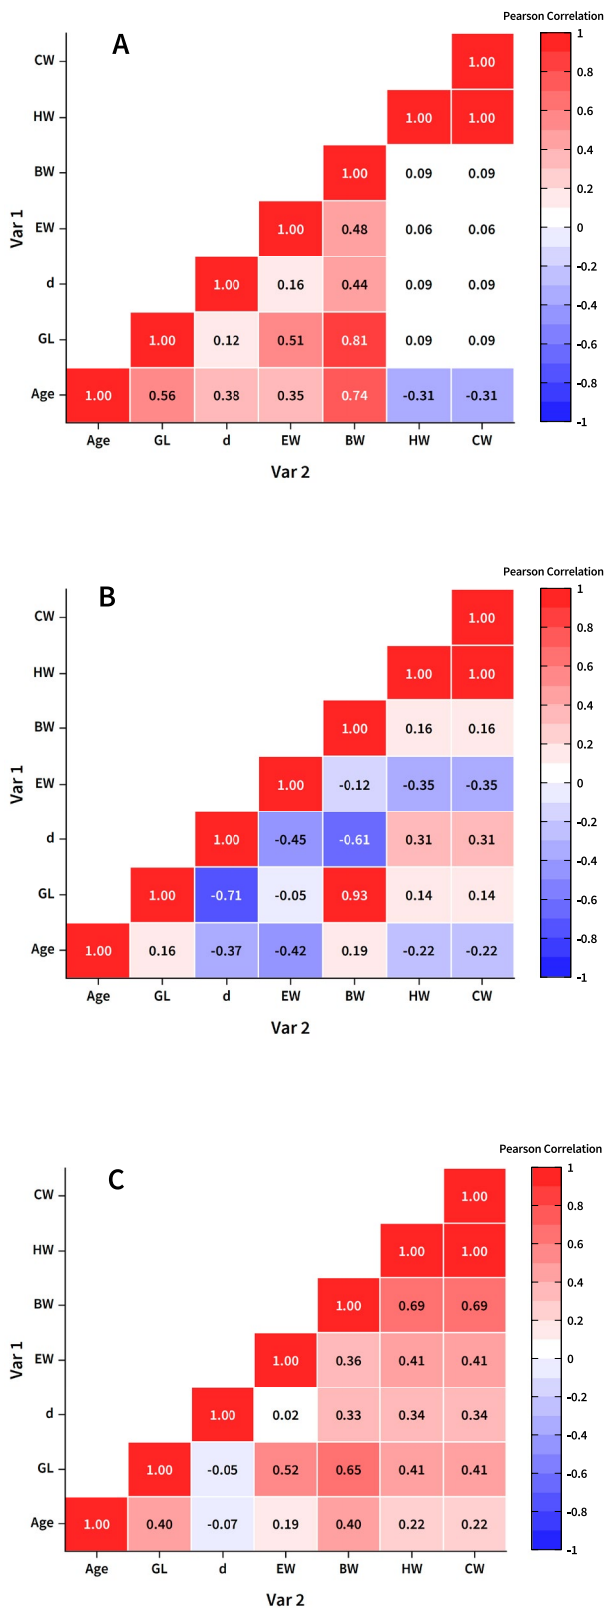 Pearson Correlation
A
CW 1.00 1
HW 1.00 1.00 0.8
BW 1.00 0.09 0.09 0.6
EW 1.00 0.48 0.06 0.06 0.4
d 1.00 0.16 0.44 0.09 0.09 0.2
GL 1.00 0.12 0.51 0.81 0.09 0.09 0
Age 1.00 0.56 0.38 0.35 0.74 -0.31 -0.31 -0.2
-0.4
-0.6
-0.8
-1
Var 1
Age GL d EW BW HW CW
Var 2
Pearson Correlation
B
CW 1.00 1
HW 1.00 1.00 0.8
BW 1.00 0.16 0.16 0.6
EW 1.00 -0.12 -0.35 -0.35 0.4
d 1.00 -0.45 -0.61 0.31 0.31 0.2
GL 1.00 -0.71 -0.05 0.93 0.14 0.14 0
Age 1.00 0.16 -0.37 -0.42 0.19 -0.22 -0.22 -0.2
-0.4
-0.6
-0.8
-1
Var 1
Age GL d EW BW HW CW
Var 2
Pearson Correlation
C
CW 1.00 1
HW 1.00 1.00 0.8
BW 1.00 0.69 0.69 0.6
EW 1.00 0.36 0.41 0.41 0.4
d 1.00 0.02 0.33 0.34 0.34 0.2
GL 1.00 -0.05 0.52 0.65 0.41 0.41 0
Age 1.00 0.40 -0.07 0.19 0.40 0.22 0.22 -0.2
-0.4
-0.6
-0.8
-1
Var 1
Age GL d EW BW HW CW
Var 2